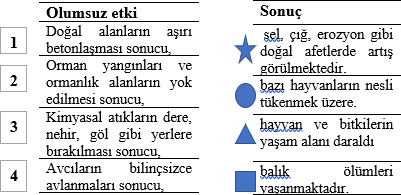 Olumsuz etki
1
Doğal alanların aşırı
betonlaşması sonucu,
2
Orman yangınları ve
ormanlık alanların yok
edilmesi sonucu,
3
Kimyasal atıkların dere,
nehir, göl gibi yerlere
bırakılması sonucu,
4
Avcıların bilinçsizce
avlanmaları sonucu,
Sonuç
sel, çığ, erozyon gibi
doğal afetlerde artış
görülmektedir.
bazı hayvanların nesli
tükenmek üzere.
hayvan ve bitkilerin
yaşam alanı daraldı
balık ölümleri
yaşanmaktadır.